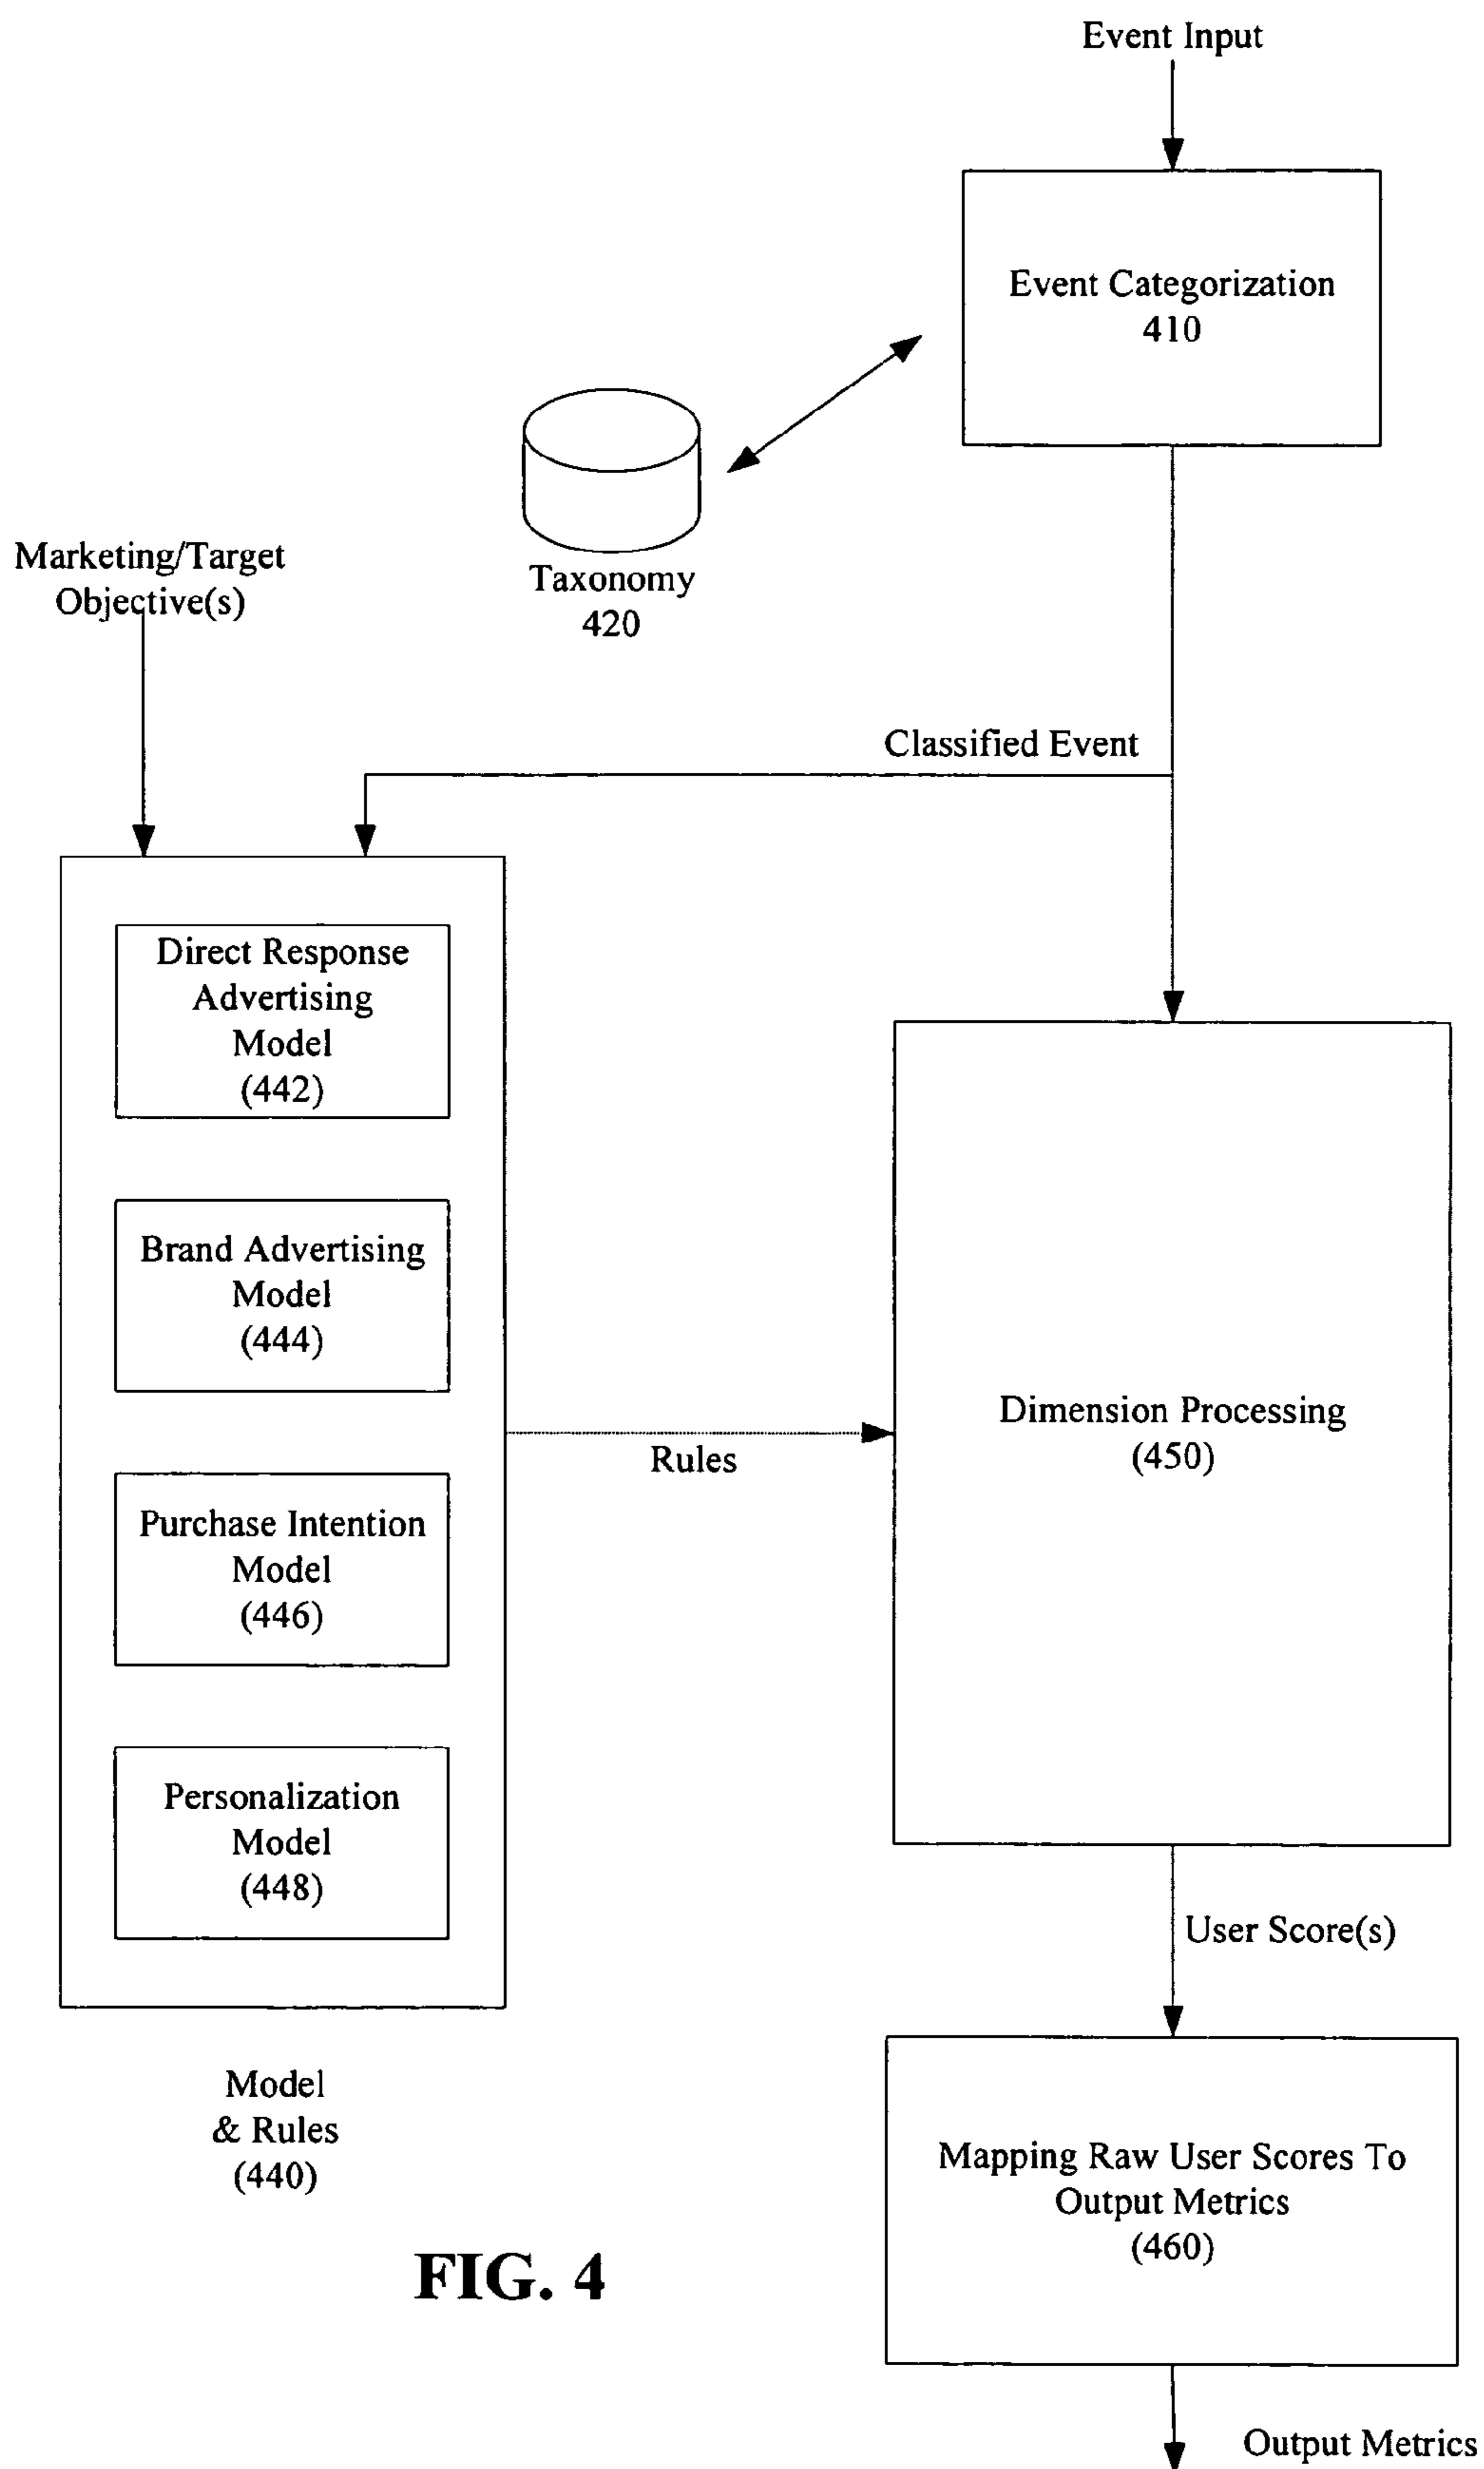 Event Input
Event Categorization
410
Taxonomy
420
Marketing/Target
Objective(s)
Classified Event
Direct Response
Advertising
Model
(442)
Brand Advertising
Model
(444)
Purchase Intention
Model
(446)
Personalization
Model
(448)
Model
& Rules
(440)
Rules
Dimension Processing
(450)
User Score(s)
Mapping Raw User Scores To
Output Metrics
(460)
Output Metrics
FIG. 4